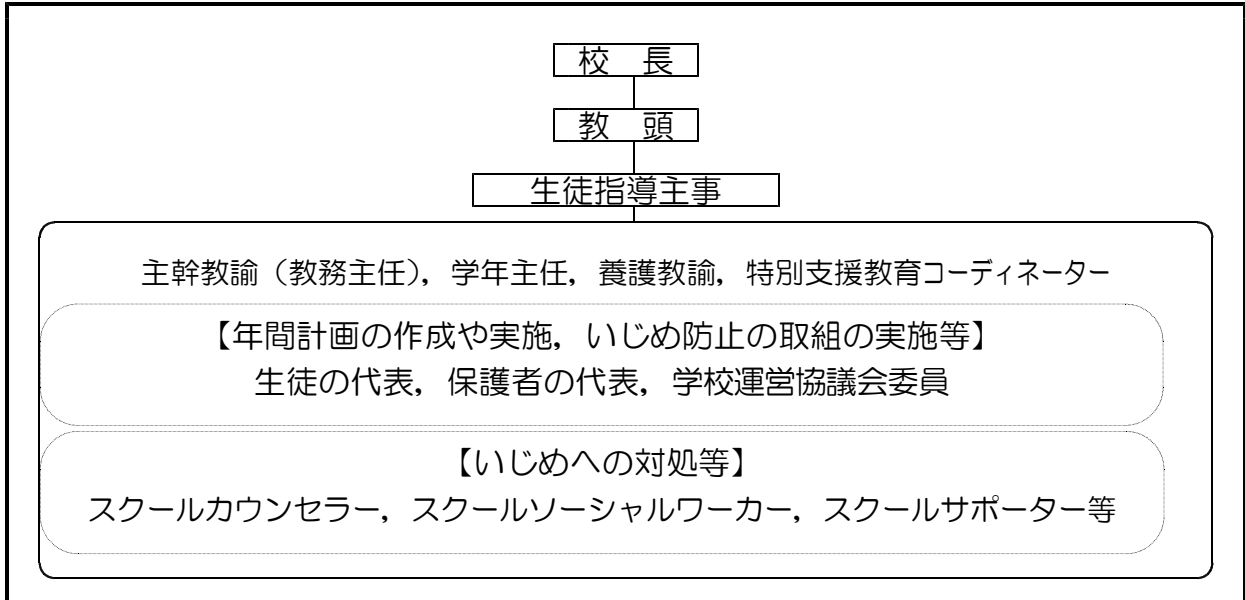 校　長
教　頭
生徒指導主事
主幹教諭（教務主任），学年主任，養護教諭，特別支援教育コーディネーター
【年間計画の作成や実施，いじめ防止の取組の実施等】
生徒の代表，保護者の代表，学校運営協議会委員
【いじめへの対処等】
スクールカウンセラー，スクールソーシャルワーカー，スクールサポーター等